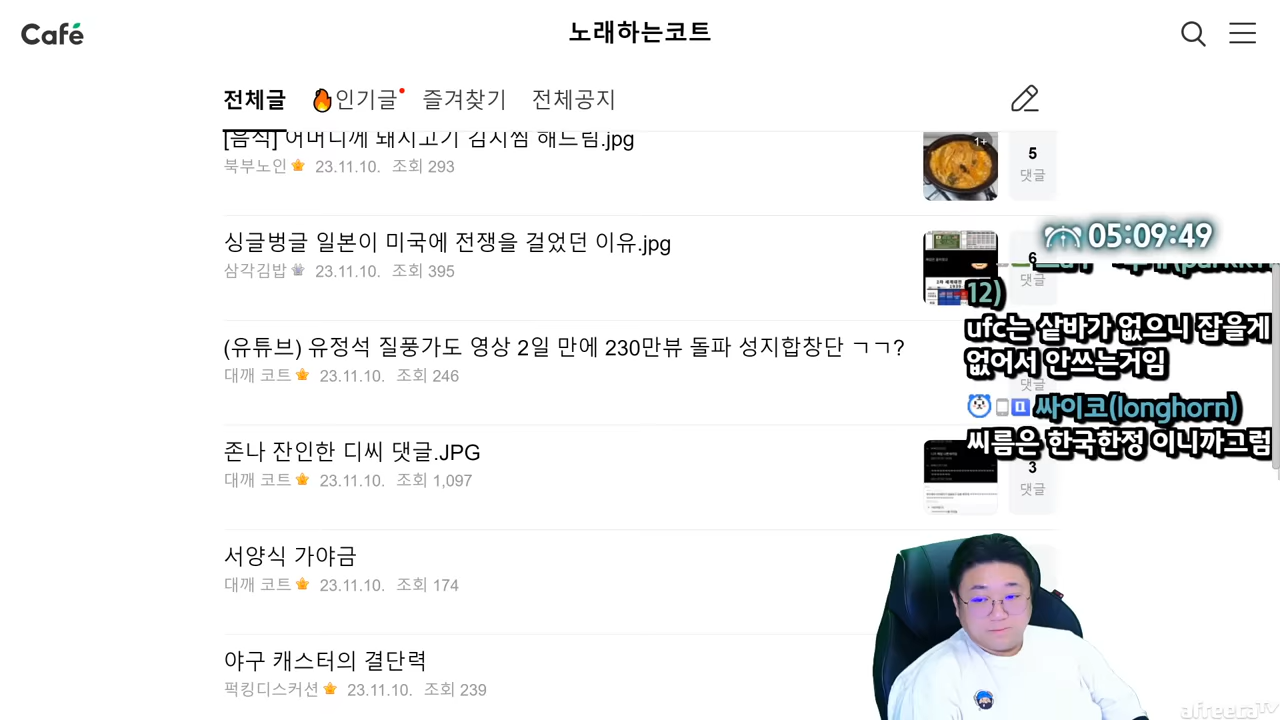 Café
노래하는코트
전체글 인기글 즐겨찾기 전체공지
[음식] 어머니께 돼지고기 김치찜 해드림.jpg
북부노인 23.11.10. 조회 293
1+
5
댓글
싱글벙글 일본이 미국에 전쟁을 걸었던 이유.jpg
삼각김밥 23.11.10. 조회 395
6
댓글
05:09:49
12)
ufc는 샅바가 없으니 잡을게
없어서 안쓰는거임
싸이코(longhorn)
씨름은 한국한정 이니까그럼
(유튜브) 유정석 질풍가도 영상 2일 만에 230만뷰 돌파 성지합창단 ㄱㄱ?
대깨 코트 23.11.10. 조회 246
댓글
존나 잔인한 디씨 댓글.JPG
대깨 코트 23.11.10. 조회 1,097
3
댓글
서양식 가야금
대깨 코트 23.11.10. 조회 174
야구 캐스터의 결단력
퍽킹디스커션 23.11.10. 조회 239
afreecaTV